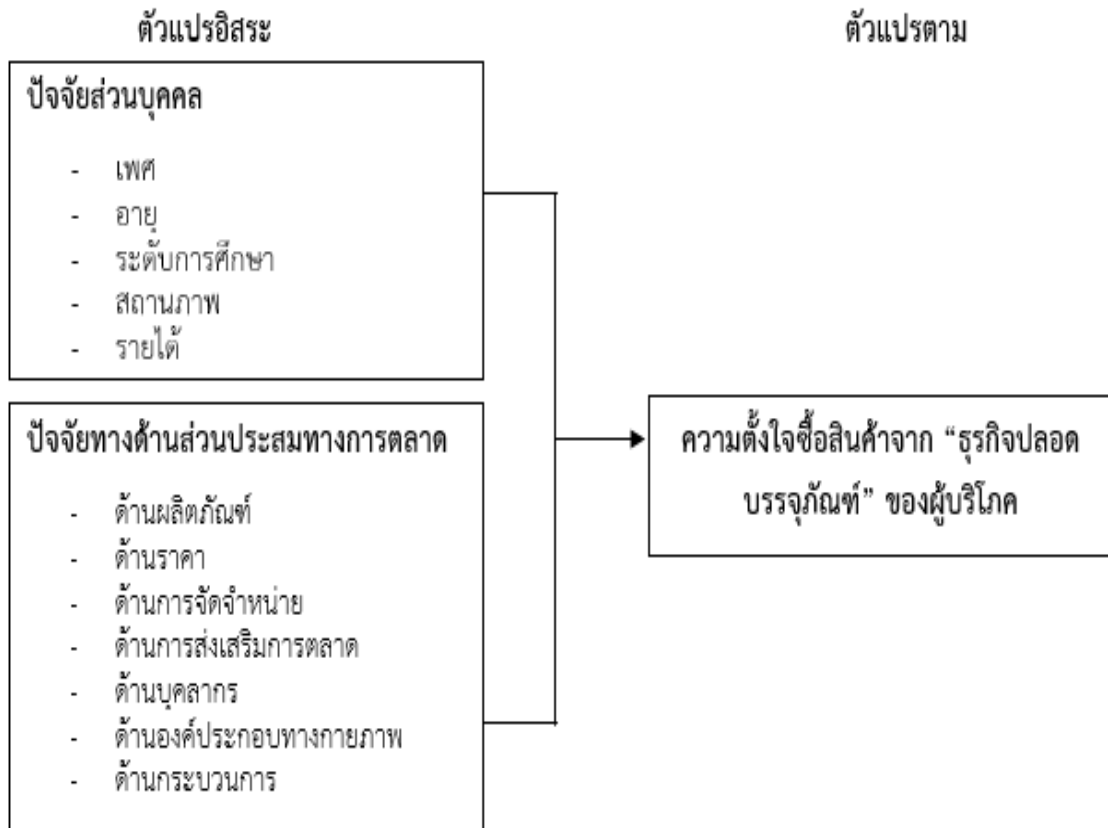 ตัวแปรอิสระ
ปัจจัยส่วนบุคคล
- เพศ
- อายุ
- ระดับการศึกษา
- สถานภาพ
- รายได้
ปัจจัยทางด้านส่วนประสมทางการตลาด
- ด้านผลิตภัณฑ์
- ด้านราคา
- ด้านการจัดจำหน่าย
- ด้านการส่งเสริมการตลาด
- ด้านบุคลากร
- ด้านองค์ประกอบทางกายภาพ
- ด้านกระบวนการ
ตัวแปรตาม
ความตั้งใจซื้อสินค้าจาก “ธุรกิจปลอด
บรรจุภัณฑ์” ของผู้บริโภค